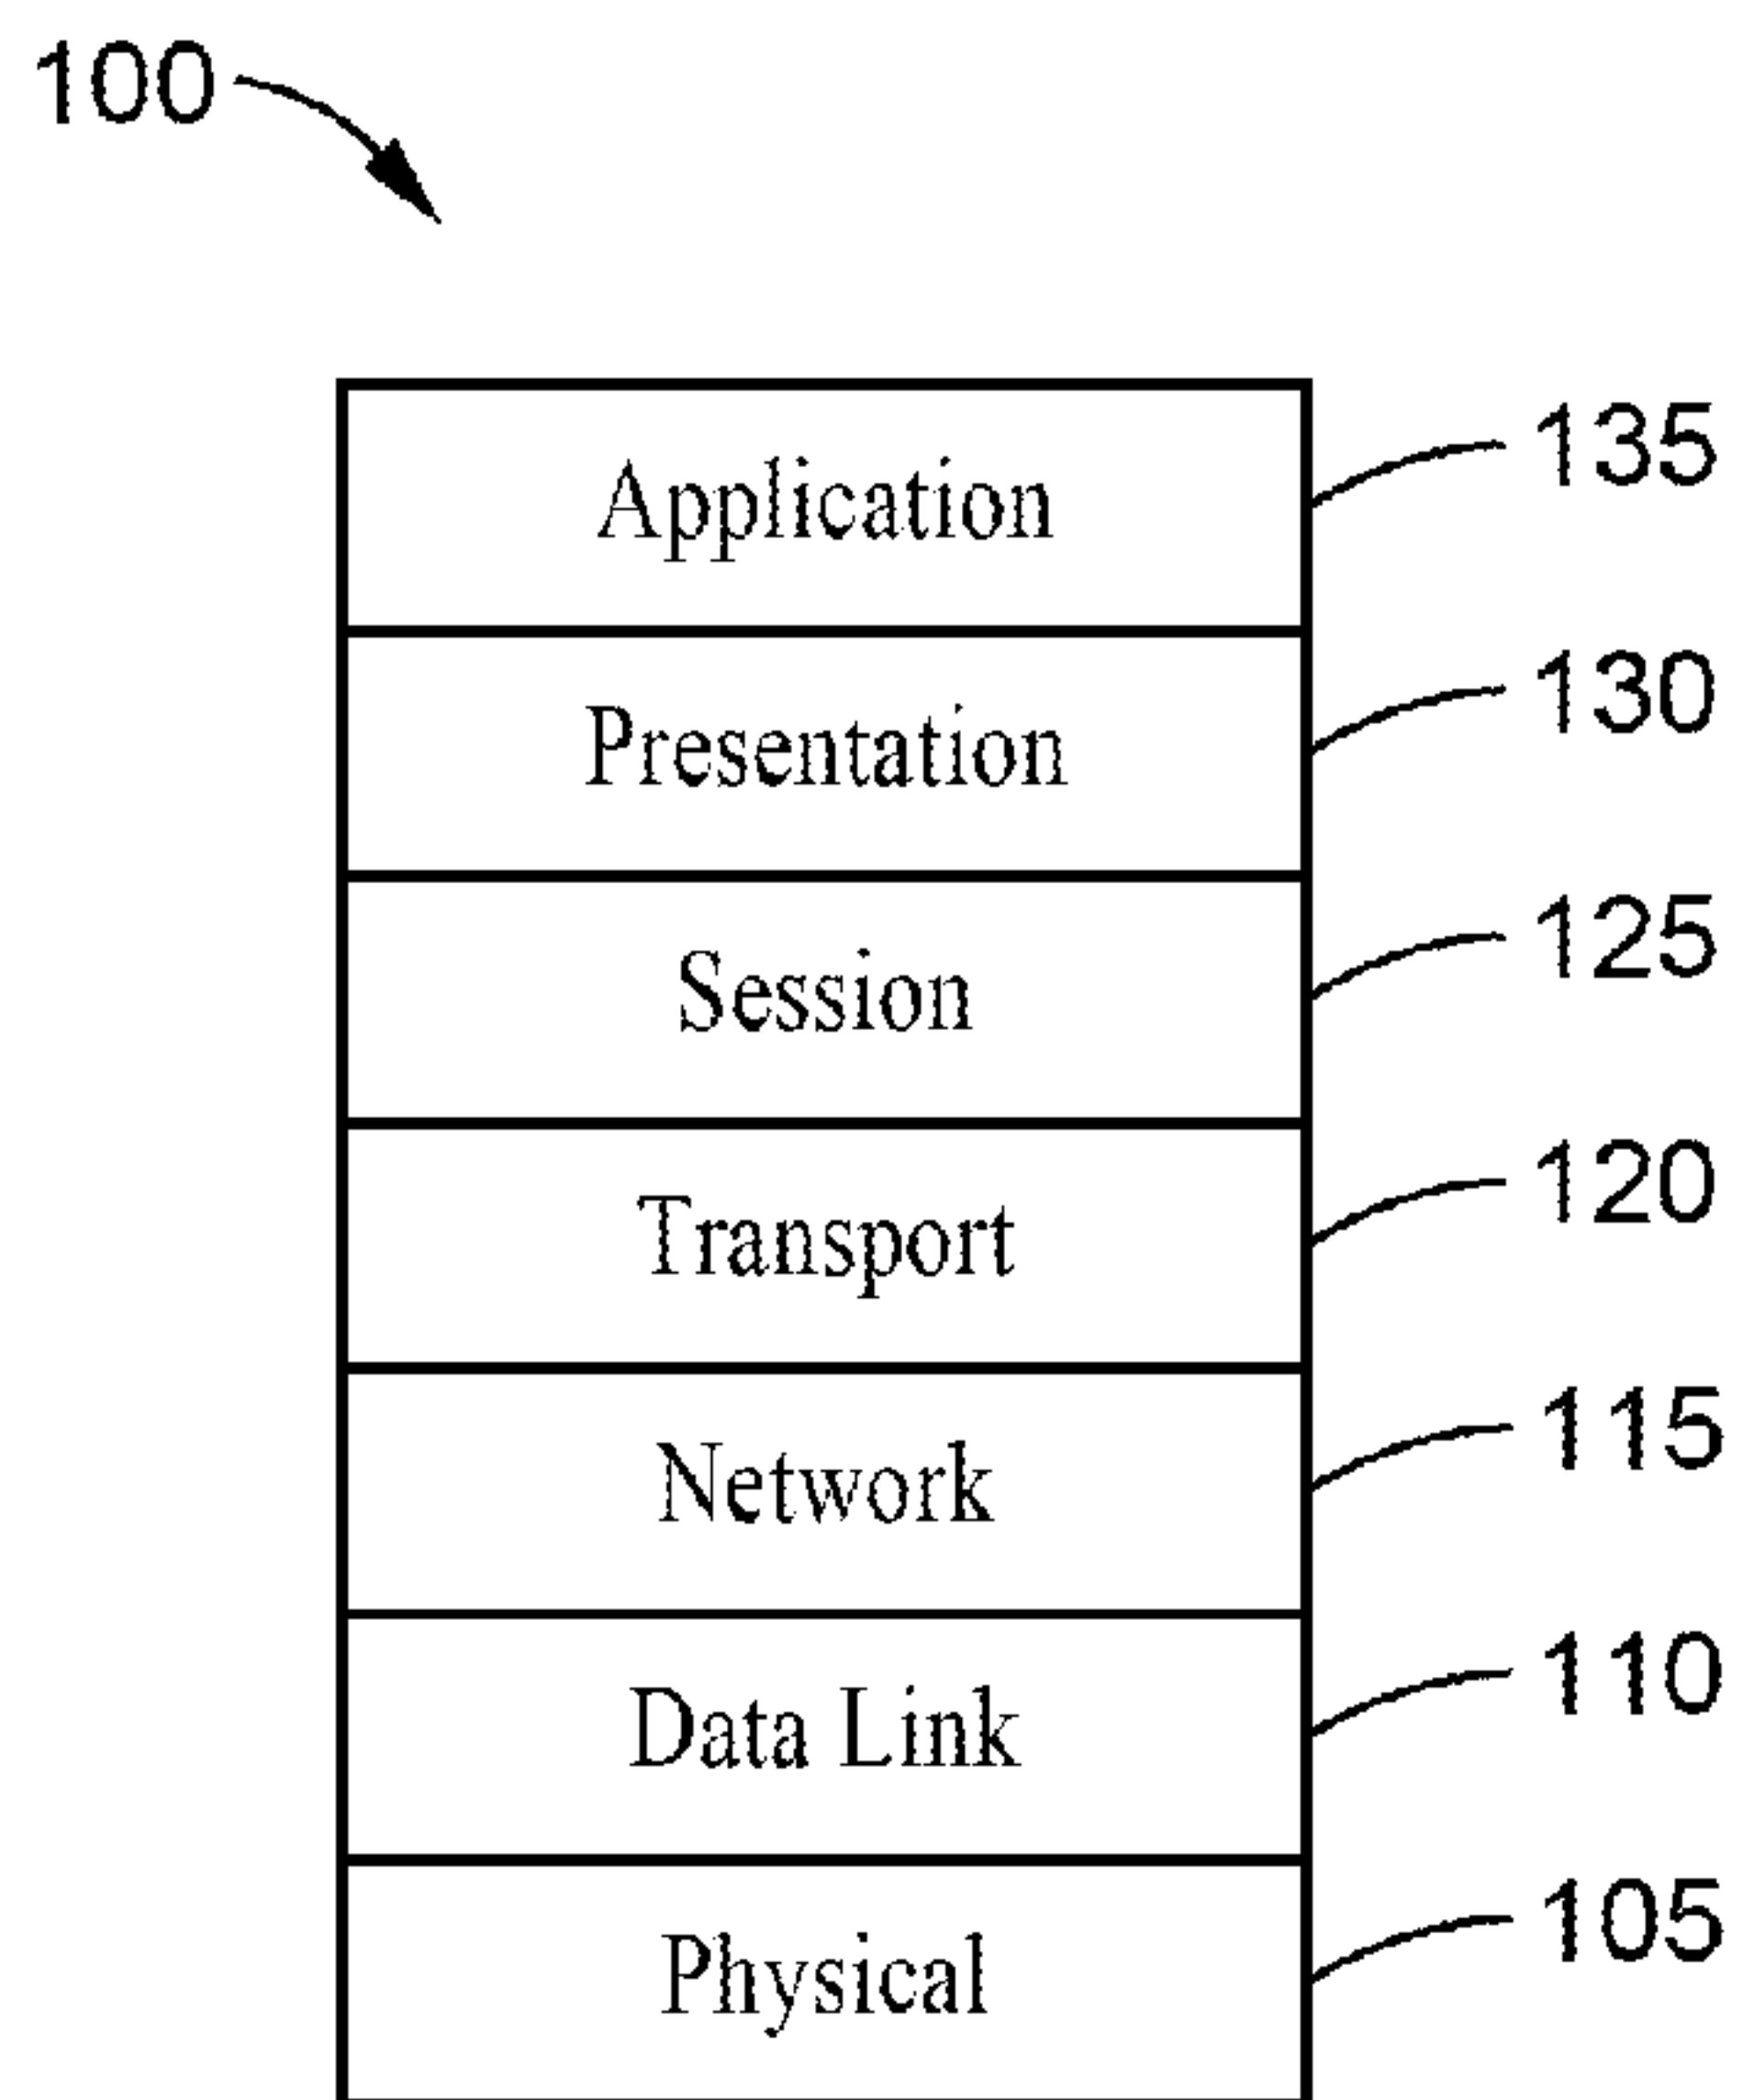 100
Application 135
Presentation 130
Session 125
Transport 120
Network 115
Data Link 110
Physical 105